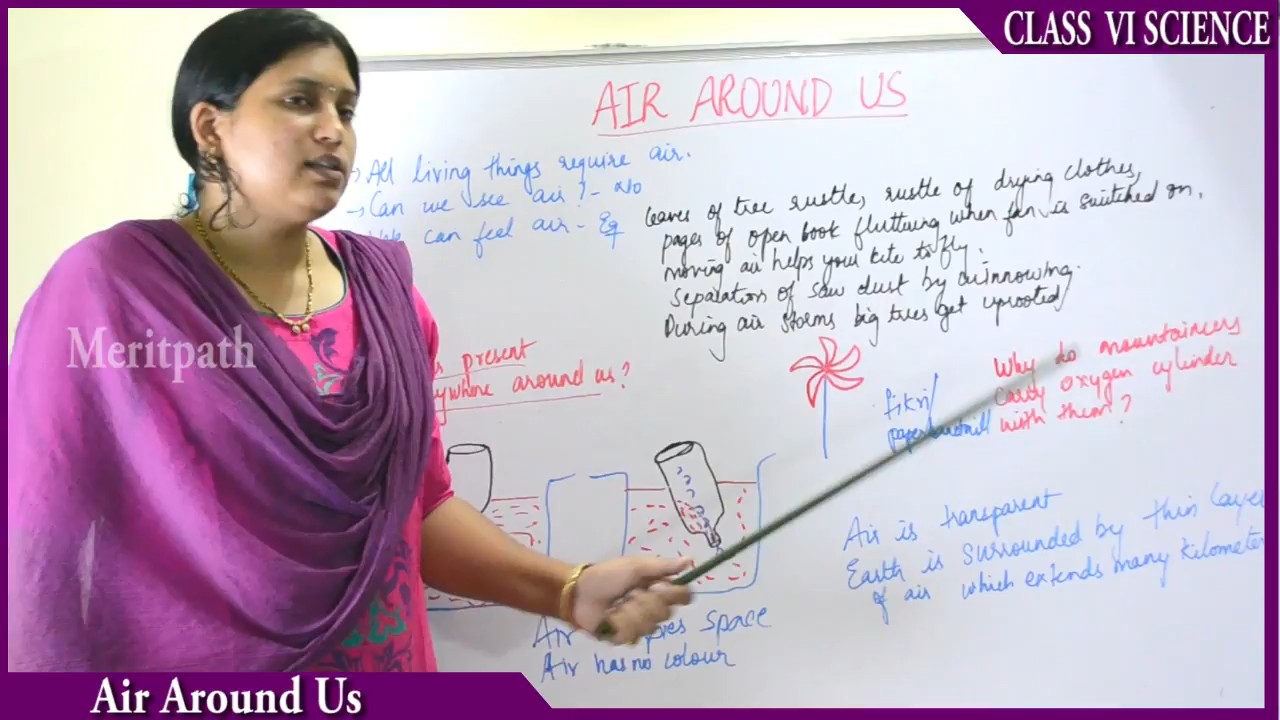 CLASS VI SCIENCE
AIR AROUND US
All living things require air.
Can we see air? - No
We can feel air - Eg
leaves of tree rustle, rustle of drying clothes,
pages of open book fluttering when fan is switched on,
moving air helps your kite to fly.
Separation of saw dust by winnowing.
During air storms big trees get uprooted
Meritpath
present
around us?
fikri/
Why do mountaineers
carry oxygen cylinder
with them?
Air is transparent
Earth is surrounded by thin layer
of air which extends many kilometer
Air space
Air has no colour
Air Around Us